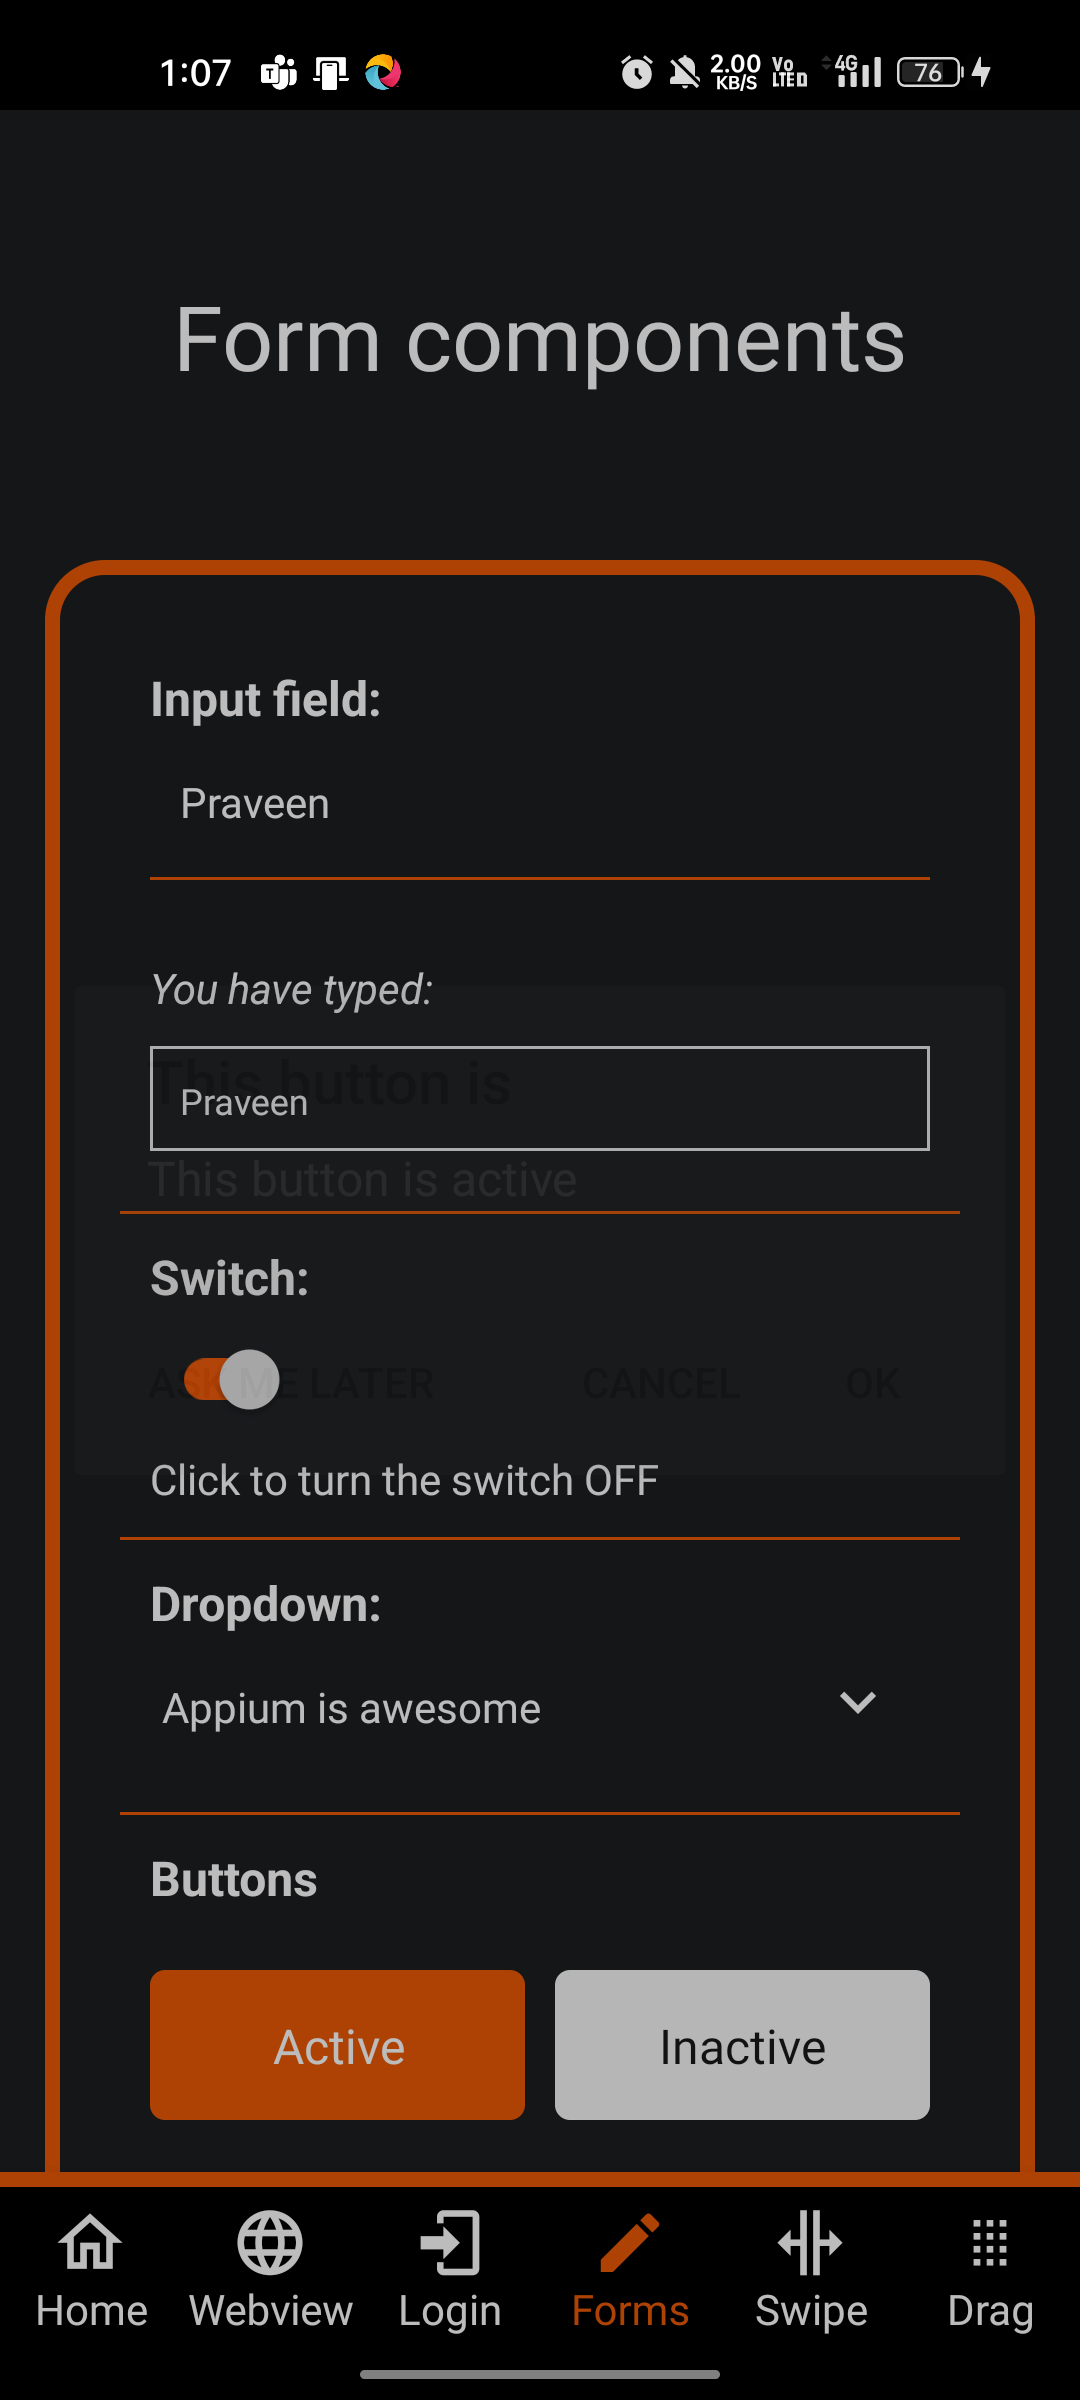 1:07 2.00 KB/S Vo LTE 4G 76
Form components
Input field:
Praveen
You have typed:
This button is
Praveen
This button is active
Switch:
ASK ME LATER CANCEL OK
Click to turn the switch OFF
Dropdown:
Appium is awesome
Buttons
Active Inactive
Home Webview Login Forms Swipe Drag